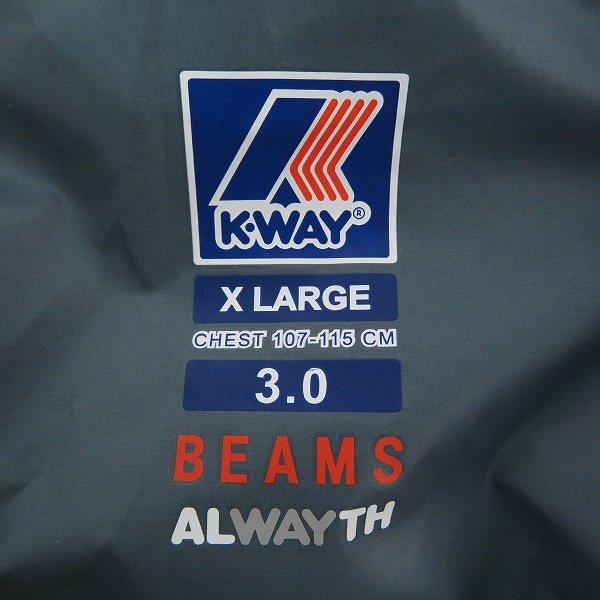 K·WAY®
X LARGE
CHEST 107-115 CM
3.0
BEAMS
ALWAYTH